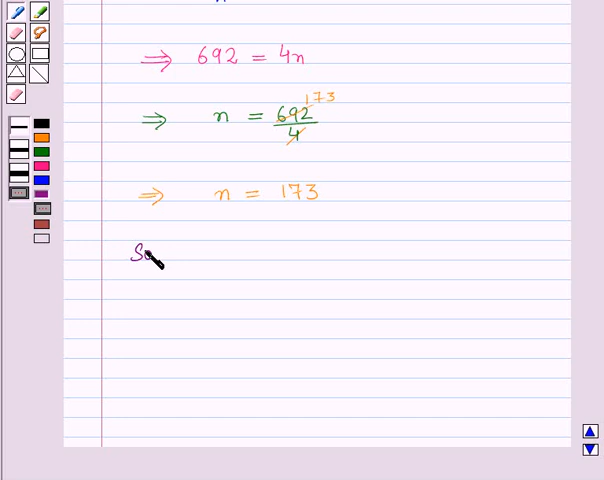 ⇒ 692 = 4n
⇒ n = 692/4 173
⇒ n = 173